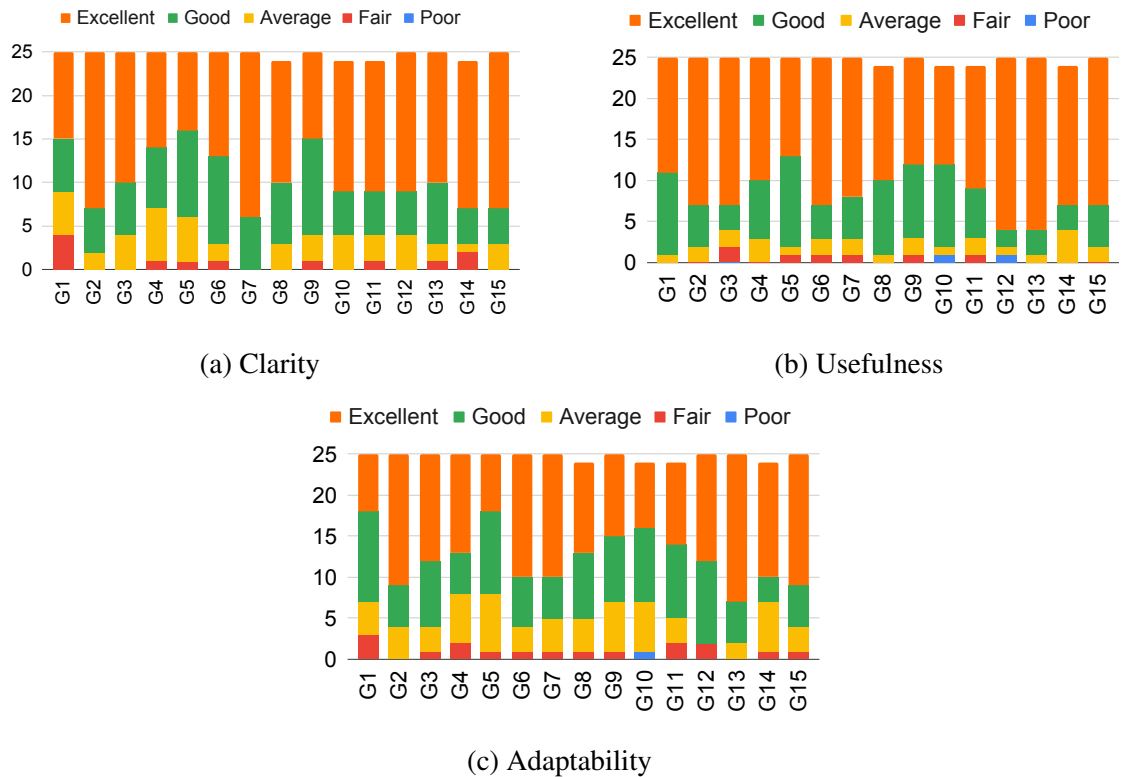 Excellent Good Average Fair Poor
25
20
15
10
5
0
G1 G2 G3 G4 G5 G6 G7 G8 G9 G10 G11 G12 G13 G14 G15
(a) Clarity
Excellent Good Average Fair Poor
25
20
15
10
5
0
G1 G2 G3 G4 G5 G6 G7 G8 G9 G10 G11 G12 G13 G14 G15
(b) Usefulness
Excellent Good Average Fair Poor
25
20
15
10
5
0
G1 G2 G3 G4 G5 G6 G7 G8 G9 G10 G11 G12 G13 G14 G15
(c) Adaptability